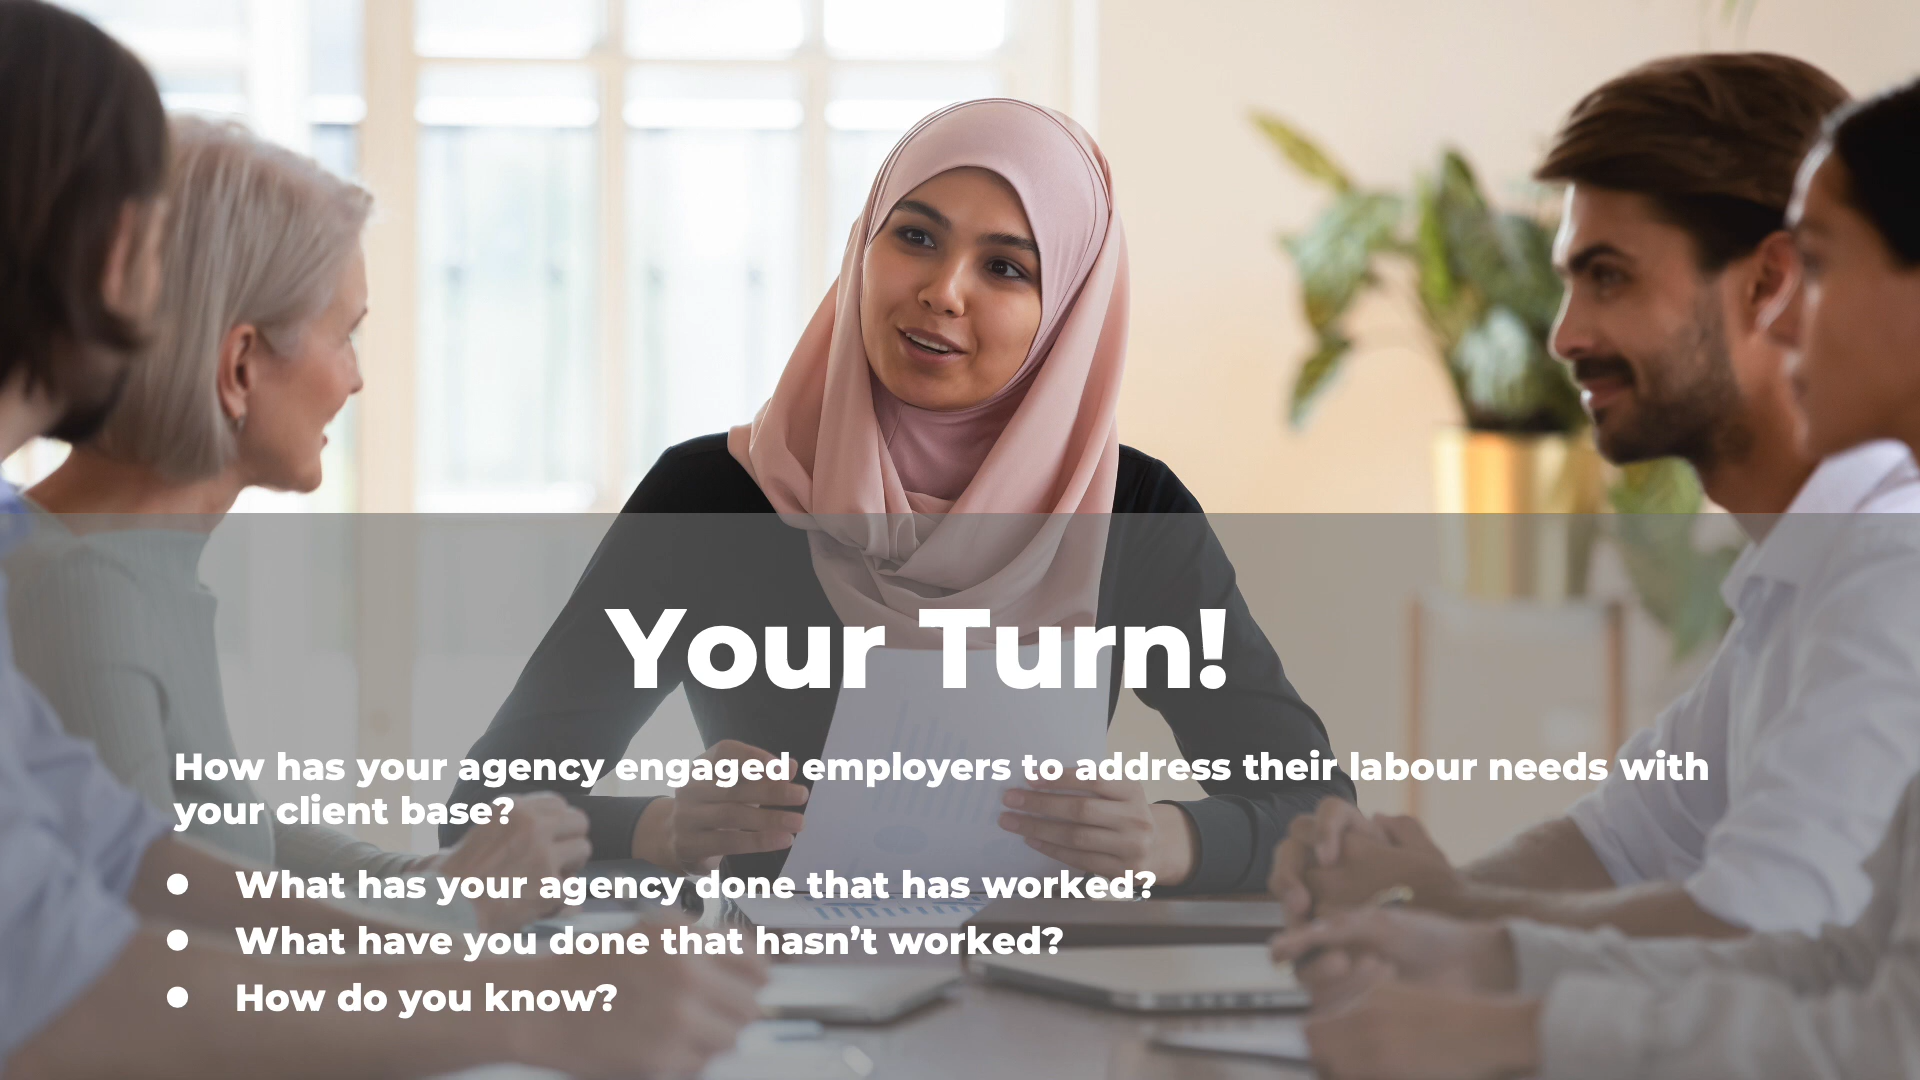 Your Turn!
How has your agency engaged employers to address their labour needs with
your client base?
● What has your agency done that has worked?
● What have you done that hasn’t worked?
● How do you know?